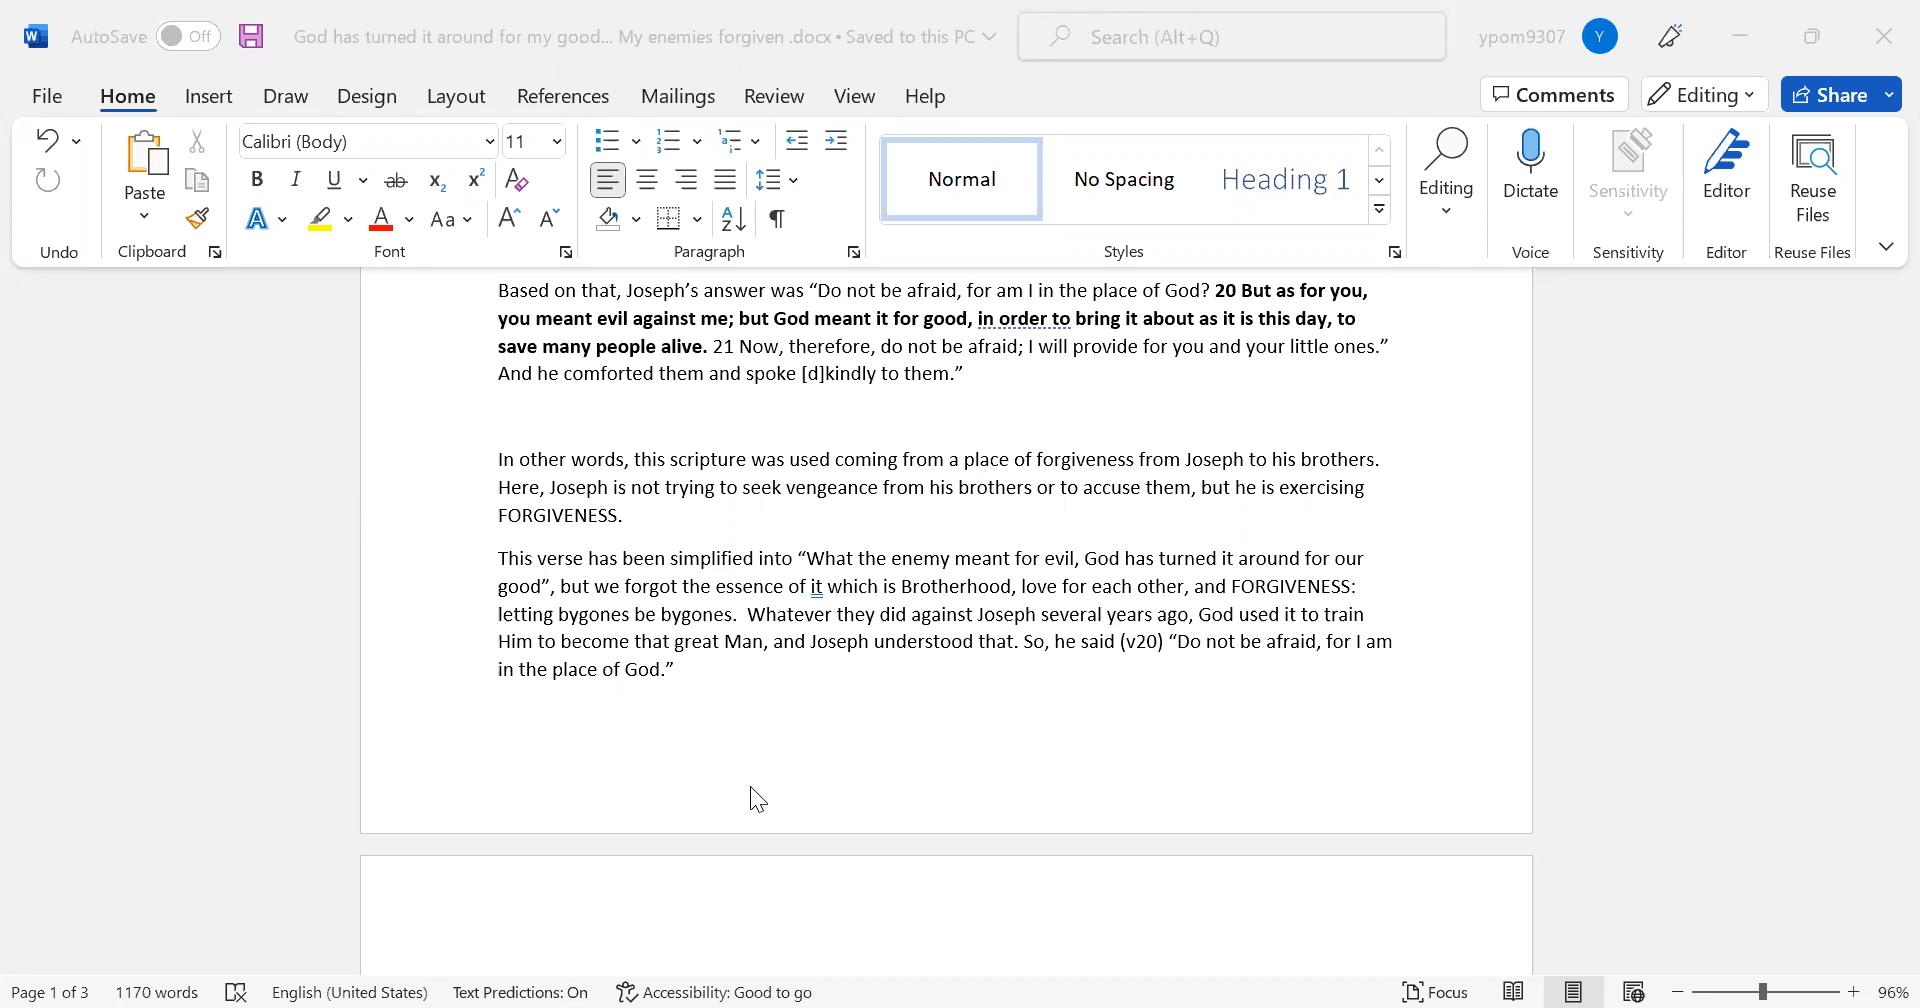 AutoSave Off God has turned it around for my good... My enemies forgiven .docx • Saved to this PC Search (Alt+Q) ypom9307 Y
File Home Insert Draw Design Layout References Mailings Review View Help Comments Editing Share
Calibri (Body) 11
Paste
Normal No Spacing Heading 1
Editing Dictate Sensitivity Editor Reuse Files
Undo Clipboard Font Paragraph Styles Voice Sensitivity Editor Reuse Files
Based on that, Joseph’s answer was “Do not be afraid, for am I in the place of God? 20 But as for you,
you meant evil against me; but God meant it for good, in order to bring it about as it is this day, to
save many people alive. 21 Now, therefore, do not be afraid; I will provide for you and your little ones.”
And he comforted them and spoke [d]kindly to them.”
In other words, this scripture was used coming from a place of forgiveness from Joseph to his brothers.
Here, Joseph is not trying to seek vengeance from his brothers or to accuse them, but he is exercising
FORGIVENESS.
This verse has been simplified into “What the enemy meant for evil, God has turned it around for our
good”, but we forgot the essence of it which is Brotherhood, love for each other, and FORGIVENESS:
letting bygones be bygones.  Whatever they did against Joseph several years ago, God used it to train
Him to become that great Man, and Joseph understood that. So, he said (v20) “Do not be afraid, for I am
in the place of God.”
Page 1 of 3 1170 words English (United States) Text Predictions: On Accessibility: Good to go Focus 96%